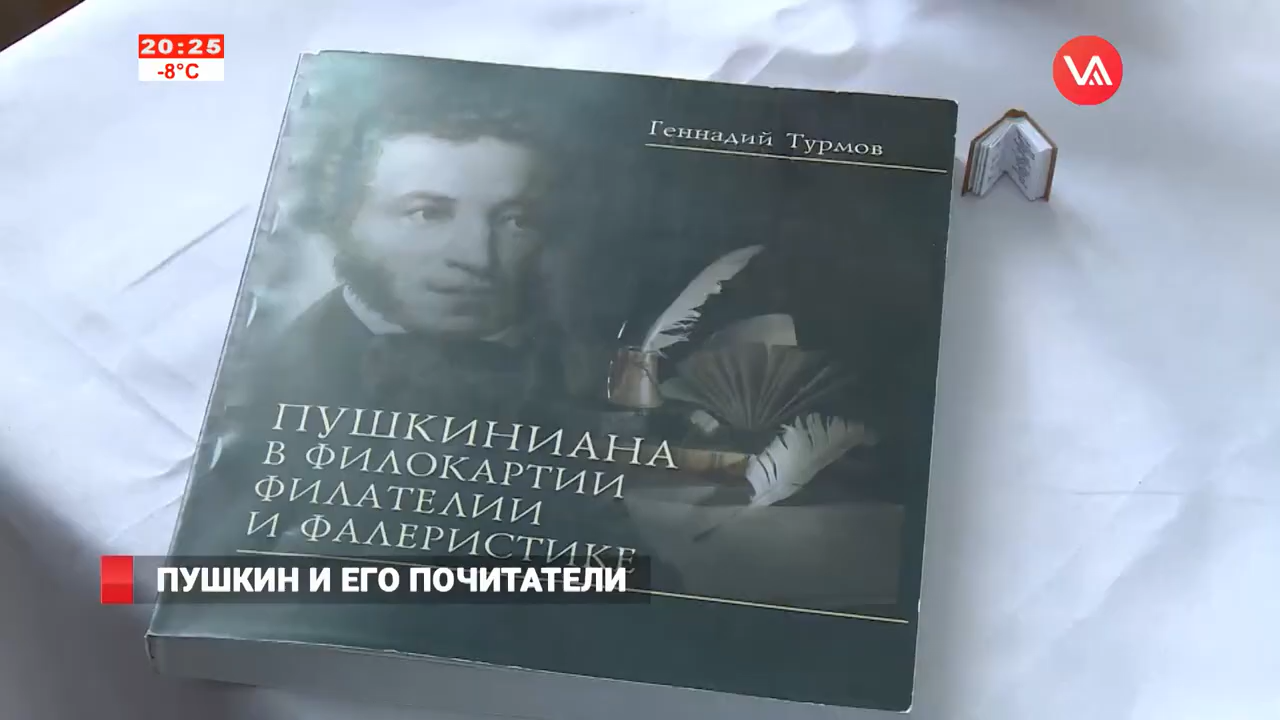 20:25
-8°C
Геннадий Турмов
ПУШКИНИАНА
В ФИЛОКАРТИИ
ФИЛАТЕЛИИ
И ФАЛЕРИСТИКЕ
ПУШКИН И ЕГО ПОЧИТАТЕЛИ